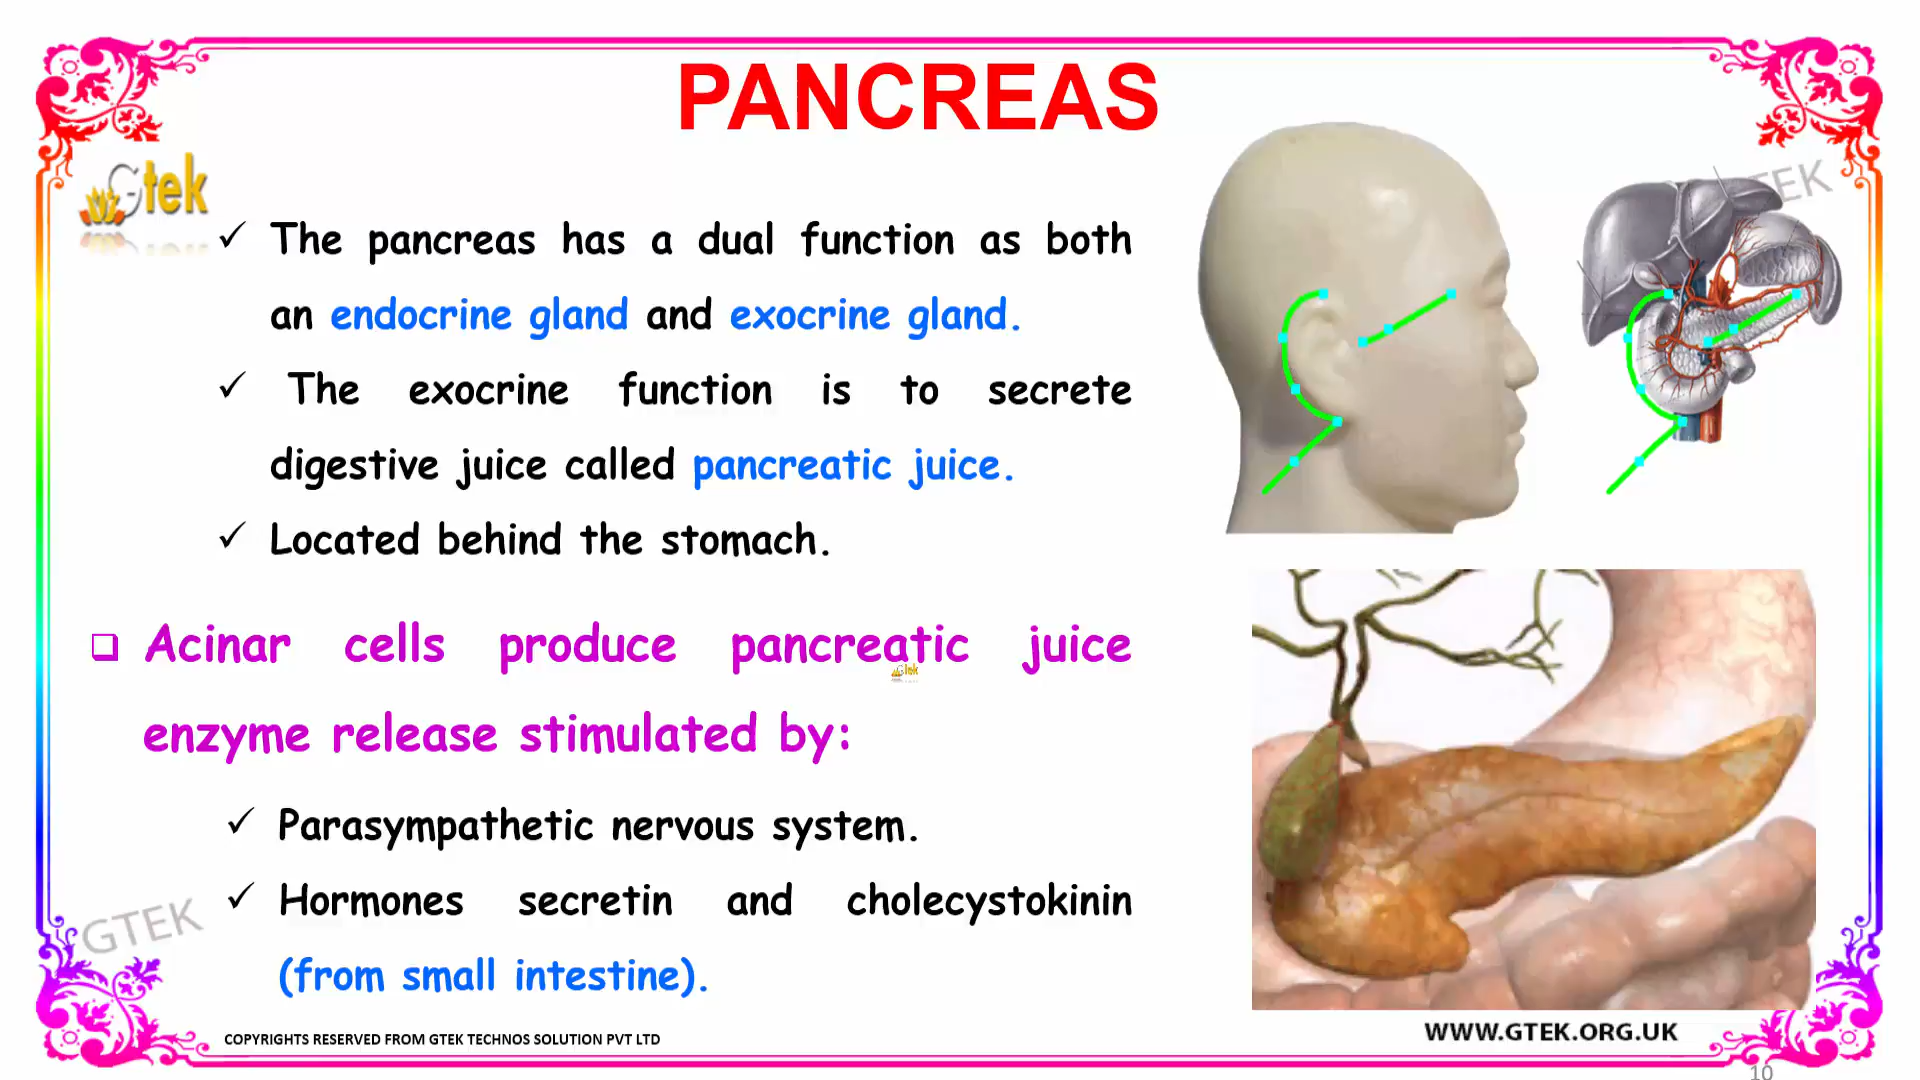 PANCREAS
Gtek
GTEK
✓ The pancreas has a dual function as both
an endocrine gland and exocrine gland.
✓ The exocrine function is to secrete
digestive juice called pancreatic juice.
✓ Located behind the stomach.
❑ Acinar cells produce pancreatic juice
enzyme release stimulated by:
✓ Parasympathetic nervous system.
✓ Hormones secretin and cholecystokinin
(from small intestine).
GTEK
COPYRIGHTS RESERVED FROM GTEK TECHNOS SOLUTION PVT LTD
WWW.GTEK.ORG.UK
10